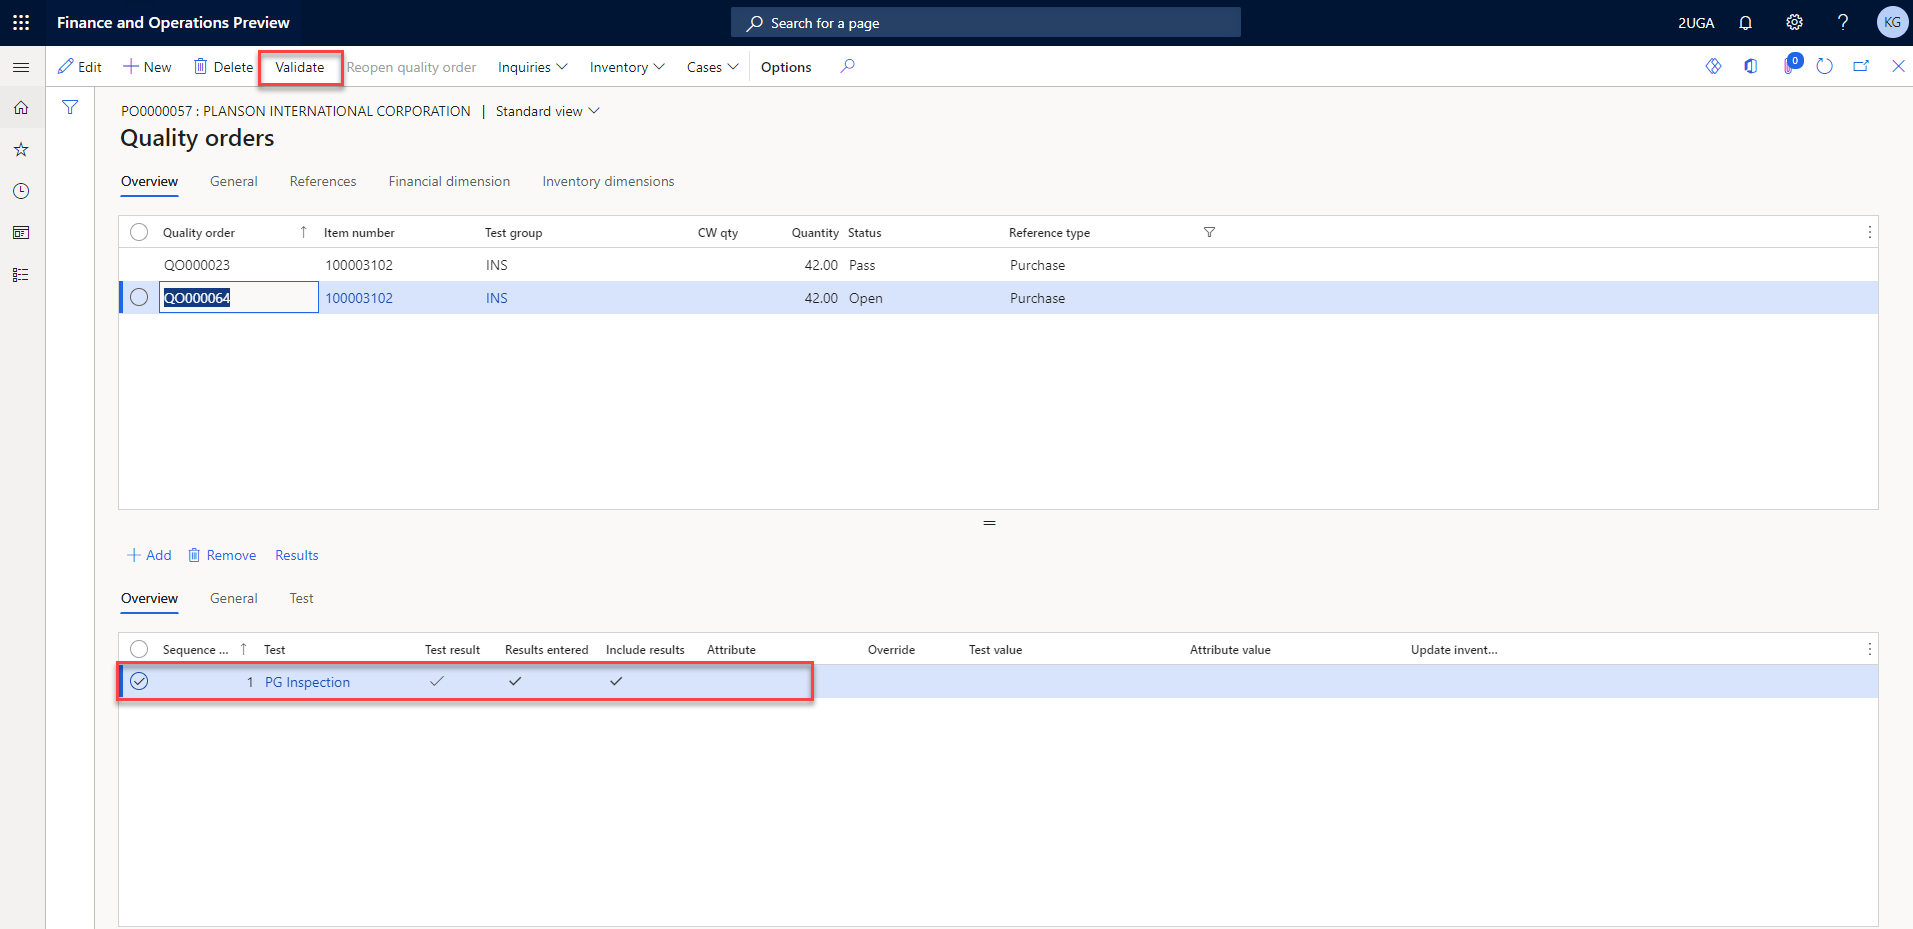 Finance and Operations Preview
Search for a page
2UGA
KG
Edit New Delete Validate Reopen quality order Inquiries Inventory Cases Options
0
PO0000057 : PLANSON INTERNATIONAL CORPORATION | Standard view
Quality orders
Overview General References Financial dimension Inventory dimensions
Quality order Item number Test group CW qty Quantity Status Reference type
QO000023 100003102 INS 42.00 Pass Purchase
QO000064 100003102 INS 42.00 Open Purchase
Add Remove Results
Overview General Test
Sequence ... Test Test result Results entered Include results Attribute Override Test value Attribute value Update invent...
1 PG Inspection